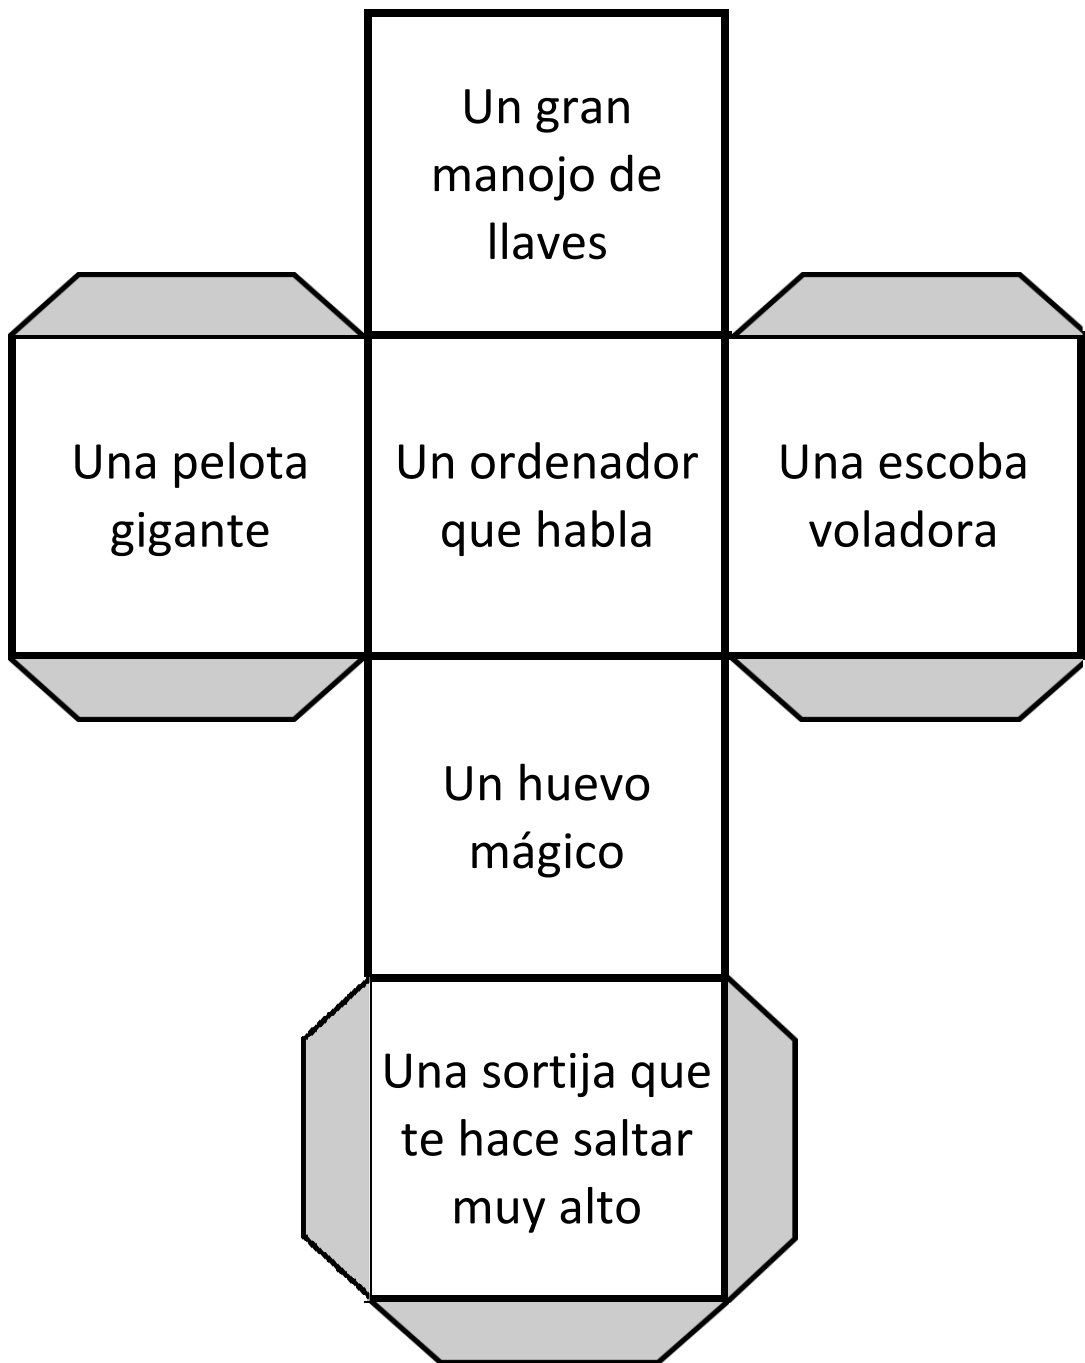 Un gran
manojo de
llaves
Una pelota
gigante
Un ordenador
que habla
Una escoba
voladora
Un huevo
mágico
Una sortija que
te hace saltar
muy alto